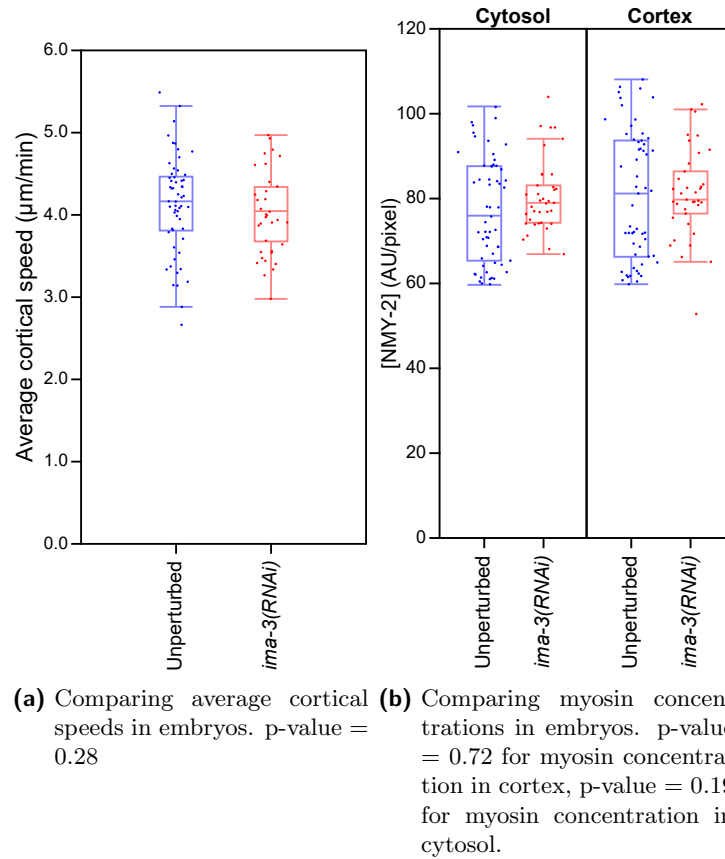 Average cortical speed (µm/min)
6.0
5.0
4.0
3.0
2.0
1.0
0.0
Unperturbed
ima-3(RNAi)
Cytosol
Cortex
[NMY-2] (AU/pixel)
120
100
80
60
40
20
0
Unperturbed
ima-3(RNAi)
Unperturbed
ima-3(RNAi)
(a) Comparing average cortical
speeds in embryos. p-value =
0.28
(b) Comparing myosin concen
trations in embryos. p-valu
= 0.72 for myosin concentra
tion in cortex, p-value = 0.19
for myosin concentration in
cytosol.